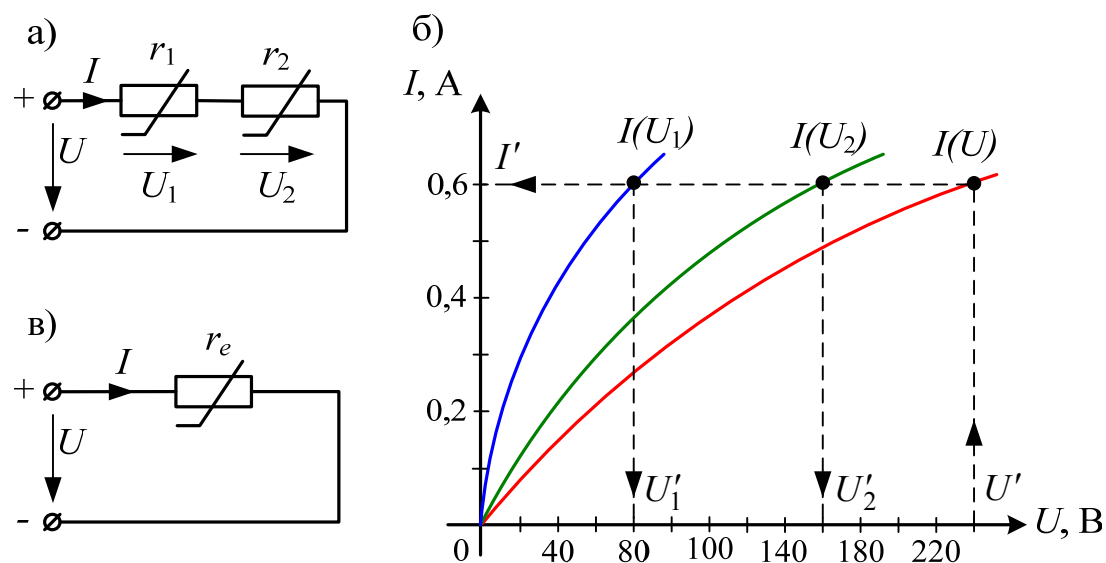 а)
r1 r2
I
+
U
U1 U2
-
в)
re
I
+
U
-
б)
I, А
I(U1) I(U2) I(U)
I′
0,6
0,4
0,2
U′1 U′2 U′
U, В
0 40 80 100 140 180 220